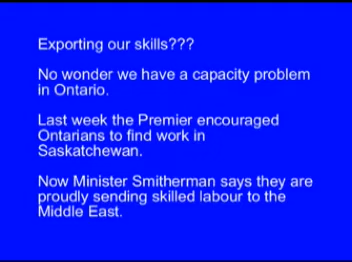 Exporting our skills???
No wonder we have a capacity problem
in Ontario.
Last week the Premier encouraged
Ontarians to find work in
Saskatchewan.
Now Minister Smitherman says they are
proudly sending skilled labour to the
Middle East.